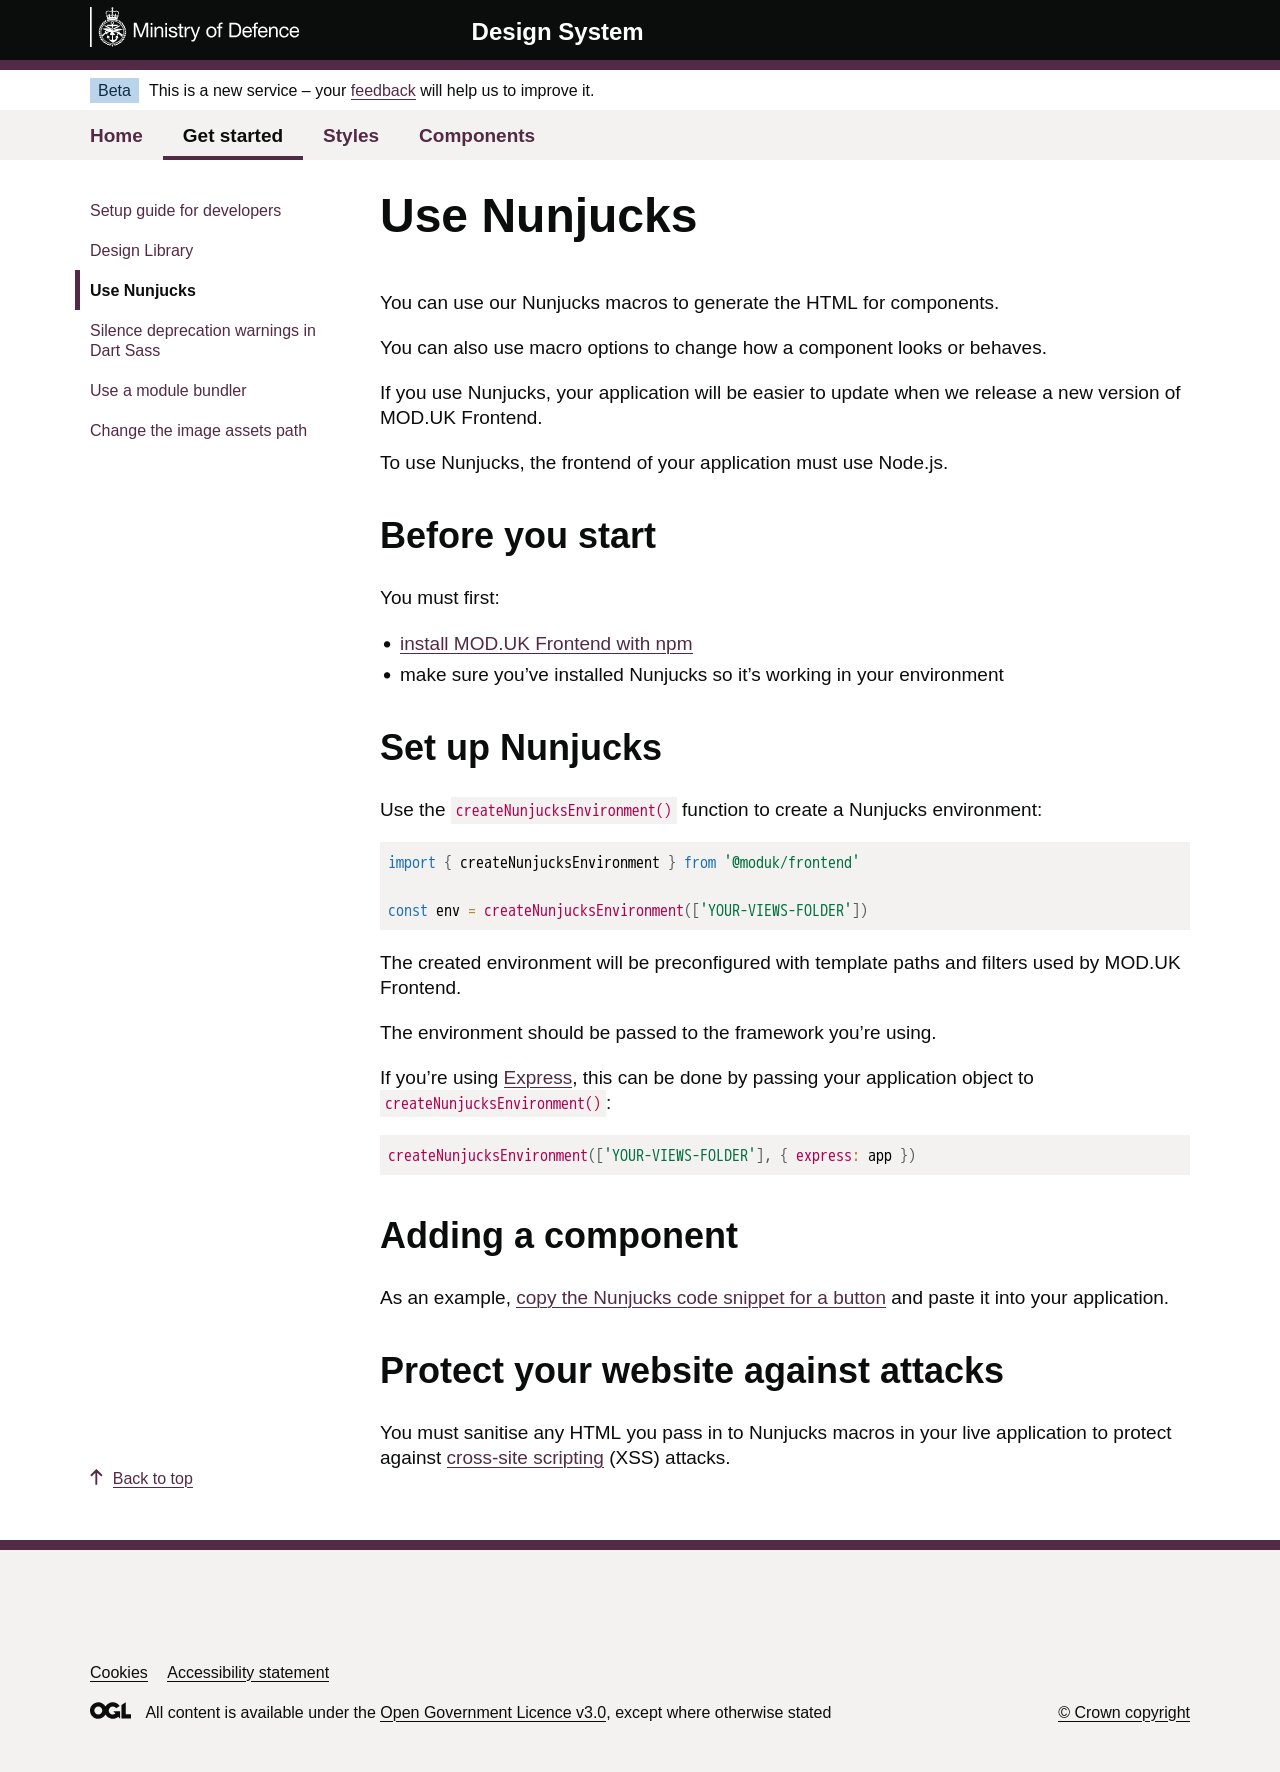 Ministry of Defence
Design System
Beta This is a new service – your feedback will help us to improve it.
Home Get started Styles Components
Setup guide for developers
Design Library
Use Nunjucks
Silence deprecation warnings in
Dart Sass
Use a module bundler
Change the image assets path
Use Nunjucks
You can use our Nunjucks macros to generate the HTML for components.
You can also use macro options to change how a component looks or behaves.
If you use Nunjucks, your application will be easier to update when we release a new version of
MOD.UK Frontend.
To use Nunjucks, the frontend of your application must use Node.js.
Before you start
You must first:
• install MOD.UK Frontend with npm
• make sure you’ve installed Nunjucks so it’s working in your environment
Set up Nunjucks
Use the createNunjucksEnvironment() function to create a Nunjucks environment:
import { createNunjucksEnvironment } from '@moduk/frontend'
const env = createNunjucksEnvironment(['YOUR-VIEWS-FOLDER'])
The created environment will be preconfigured with template paths and filters used by MOD.UK
Frontend.
The environment should be passed to the framework you’re using.
If you’re using Express, this can be done by passing your application object to
createNunjucksEnvironment():
createNunjucksEnvironment(['YOUR-VIEWS-FOLDER'], { express: app })
Adding a component
As an example, copy the Nunjucks code snippet for a button and paste it into your application.
Protect your website against attacks
You must sanitise any HTML you pass in to Nunjucks macros in your live application to protect
against cross-site scripting (XSS) attacks.
Back to top
Cookies Accessibility statement
OGL All content is available under the Open Government Licence v3.0, except where otherwise stated
© Crown copyright